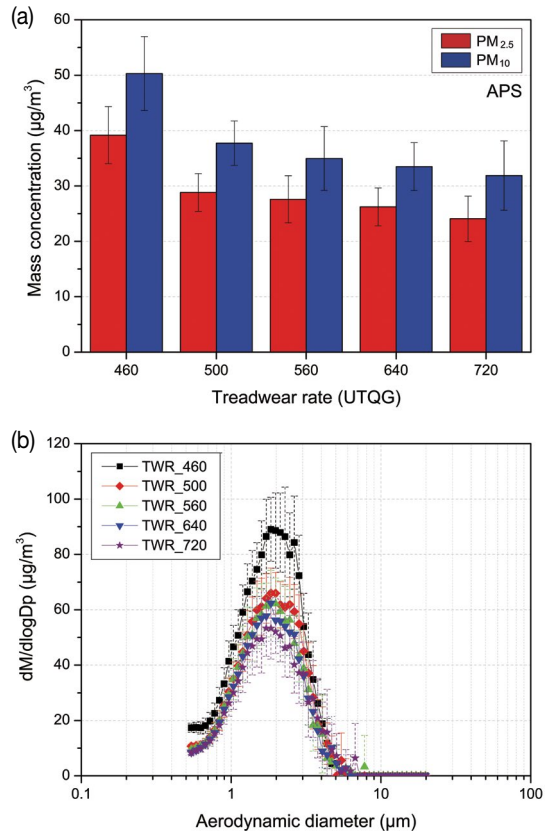 (a)
PM2.5
PM10
APS
Mass concentration (μg/m³)
60
50
40
30
20
10
0
460
500
560
640
720
Treadwear rate (UTQG)
(b)
TWR_460
TWR_500
TWR_560
TWR_640
TWR_720
dM/dlogDp (μg/m³)
120
100
80
60
40
20
0
0.1
1
10
100
Aerodynamic diameter (μm)